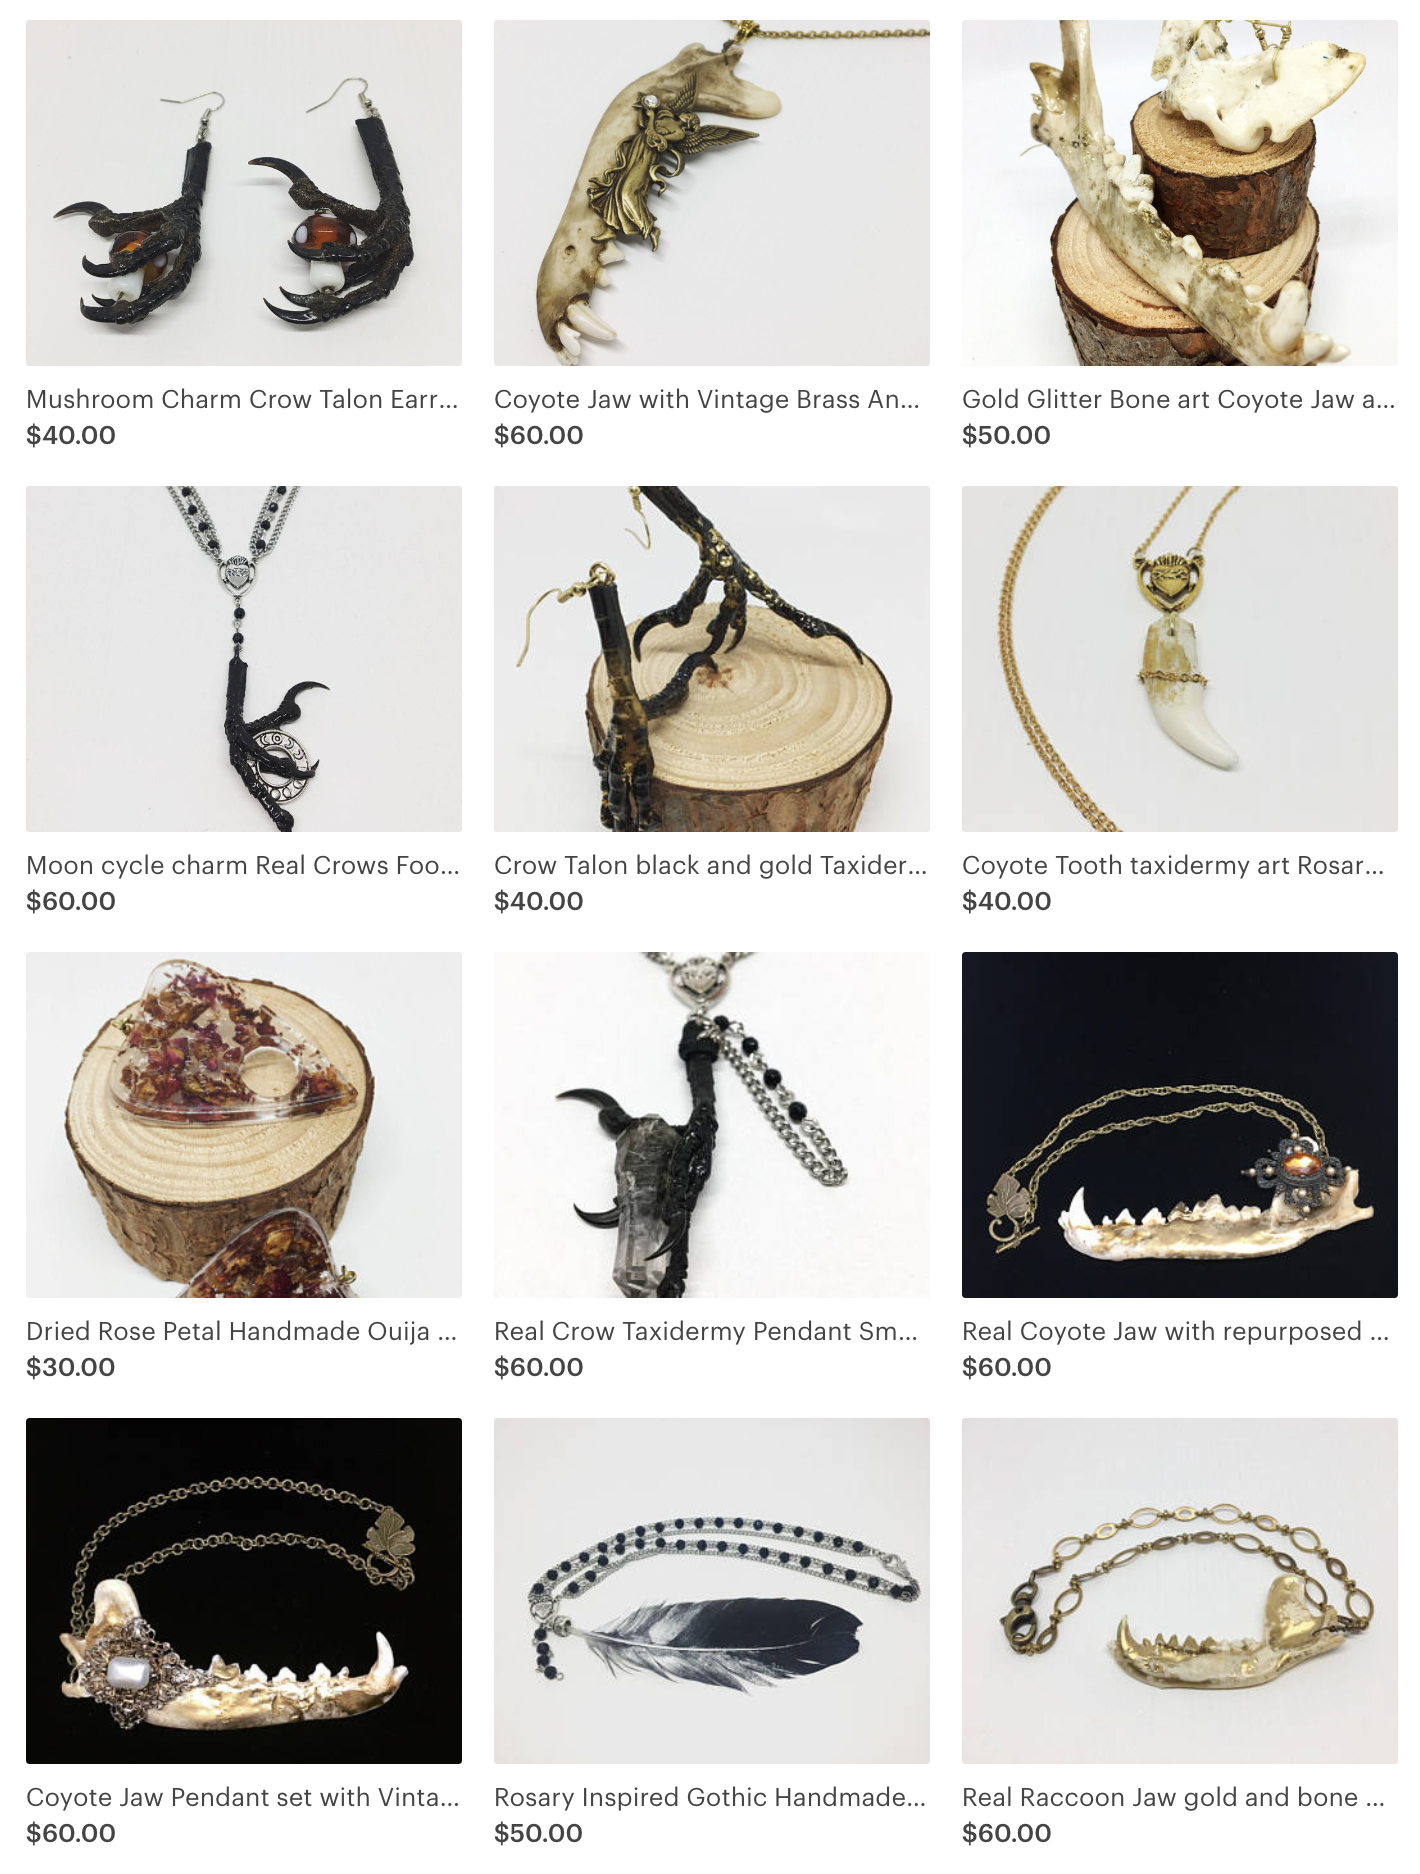 Mushroom Charm Crow Talon Earr...
$40.00
Coyote Jaw with Vintage Brass An...
$60.00
Gold Glitter Bone art Coyote Jaw a...
$50.00
Moon cycle charm Real Crows Foo...
$60.00
Crow Talon black and gold Taxider...
$40.00
Coyote Tooth taxidermy art Rosar...
$40.00
Dried Rose Petal Handmade Ouija ...
$30.00
Real Crow Taxidermy Pendant Sm...
$60.00
Real Coyote Jaw with repurposed ...
$60.00
Coyote Jaw Pendant set with Vinta...
$60.00
Rosary Inspired Gothic Handmade...
$50.00
Real Raccoon Jaw gold and bone ...
$60.00